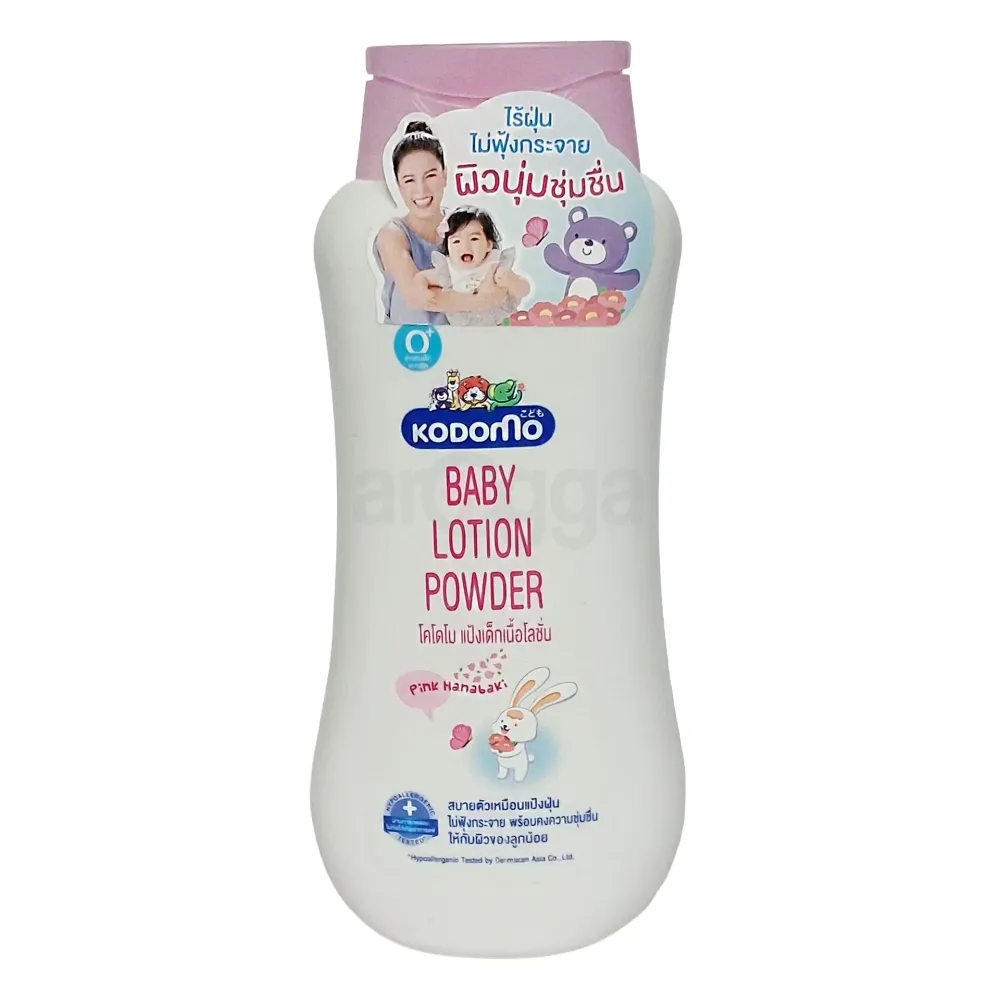 ไร้ฝุ่น
ไม่ฟุ้งกระจาย
ผิวนุ่มชุ่มชื่น
0+
こども
KODOMO
BABY
LOTION
POWDER
โคโดโม แป้งเด็กเนื้อโลชั่น
Pink Hanabaki
HYPOALLERGENIC
TESTED
สบายตัวเหมือนแป้งฝุ่น
ไม่ฟุ้งกระจาย พร้อมคงความชุ่มชื่น
ให้กับผิวของลูกน้อย
*Hypoallergenic Tested by Dermscan Asia Co., Ltd.